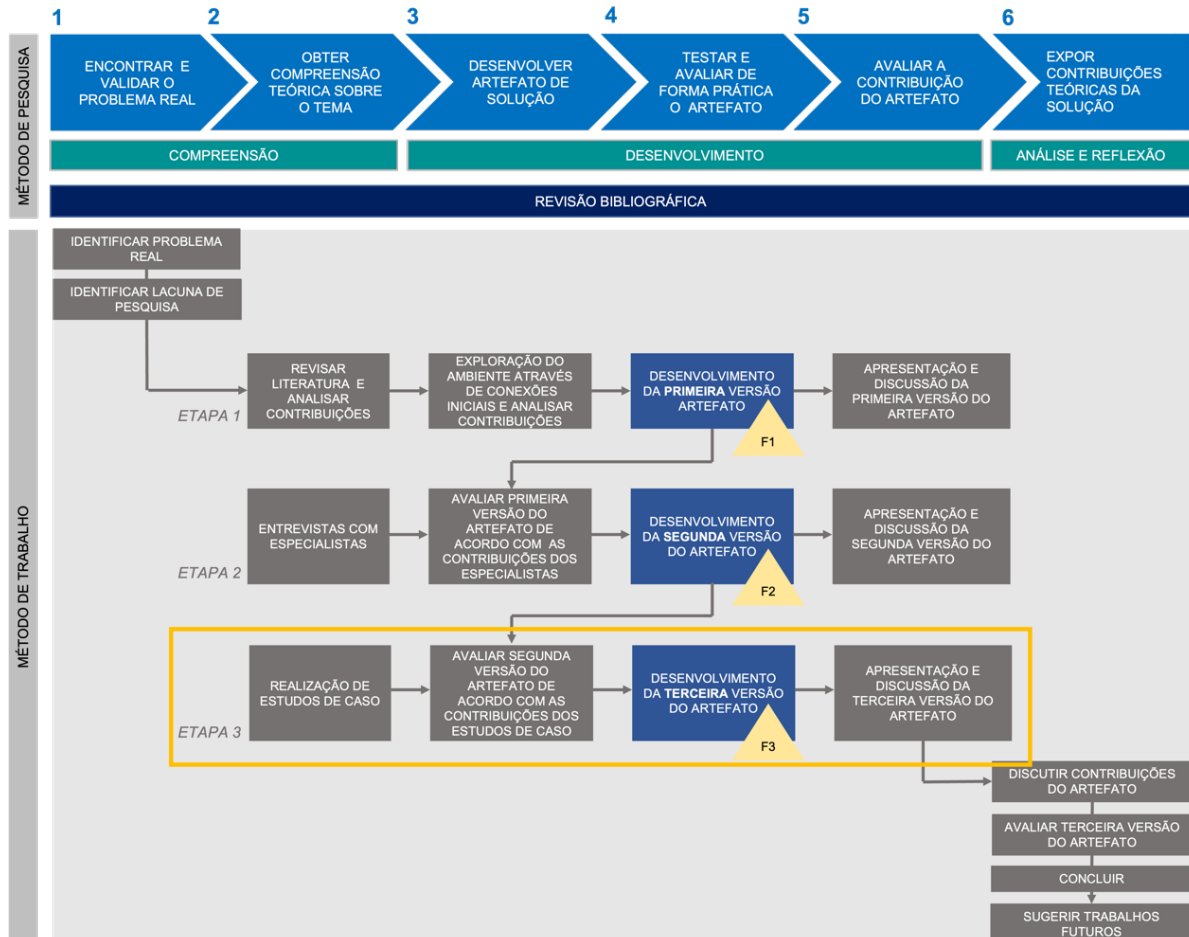 1
2
3
4
5
6
MÉTODO DE PESQUISA
ENCONTRAR E
VALIDAR O
PROBLEMA REAL
OBTER
COMPREENSÃO
TEÓRICA SOBRE
O TEMA
DESENVOLVER
ARTEFATO DE
SOLUÇÃO
TESTAR E
AVALIAR DE
FORMA PRÁTICA
O ARTEFATO
AVALIAR A
CONTRIBUIÇÃO
DO ARTEFATO
EXPOR
CONTRIBUIÇÕES
TEÓRICAS DA
SOLUÇÃO
COMPREENSÃO
DESENVOLVIMENTO
ANÁLISE E REFLEXÃO
REVISÃO BIBLIOGRÁFICA
MÉTODO DE TRABALHO
IDENTIFICAR PROBLEMA
REAL
IDENTIFICAR LACUNA DE
PESQUISA
ETAPA 1
REVISAR
LITERATURA E
ANALISAR
CONTRIBUIÇÕES
EXPLORAÇÃO DO
AMBIENTE ATRAVÉS
DE CONEXÕES
INICIAIS E ANALISAR
CONTRIBUIÇÕES
DESENVOLVIMENTO
DA PRIMEIRA VERSÃO
ARTEFATO
F1
APRESENTAÇÃO E
DISCUSSÃO DA
PRIMEIRA VERSÃO DO
ARTEFATO
ETAPA 2
ENTREVISTAS COM
ESPECIALISTAS
AVALIAR PRIMEIRA
VERSÃO DO
ARTEFATO DE
ACORDO COM AS
CONTRIBUIÇÕES DOS
ESPECIALISTAS
DESENVOLVIMENTO
DA SEGUNDA VERSÃO
DO ARTEFATO
F2
APRESENTAÇÃO E
DISCUSSÃO DA
SEGUNDA VERSÃO DO
ARTEFATO
ETAPA 3
REALIZAÇÃO DE
ESTUDOS DE CASO
AVALIAR SEGUNDA
VERSÃO DO
ARTEFATO DE
ACORDO COM AS
CONTRIBUIÇÕES DOS
ESTUDOS DE CASO
DESENVOLVIMENTO
DA TERCEIRA VERSÃO
DO ARTEFATO
F3
APRESENTAÇÃO E
DISCUSSÃO DA
TERCEIRA VERSÃO DO
ARTEFATO
DISCUTIR CONTRIBUIÇÕES
DO ARTEFATO
AVALIAR TERCEIRA VERSÃO
DO ARTEFATO
CONCLUIR
SUGERIR TRABALHOS
FUTUROS